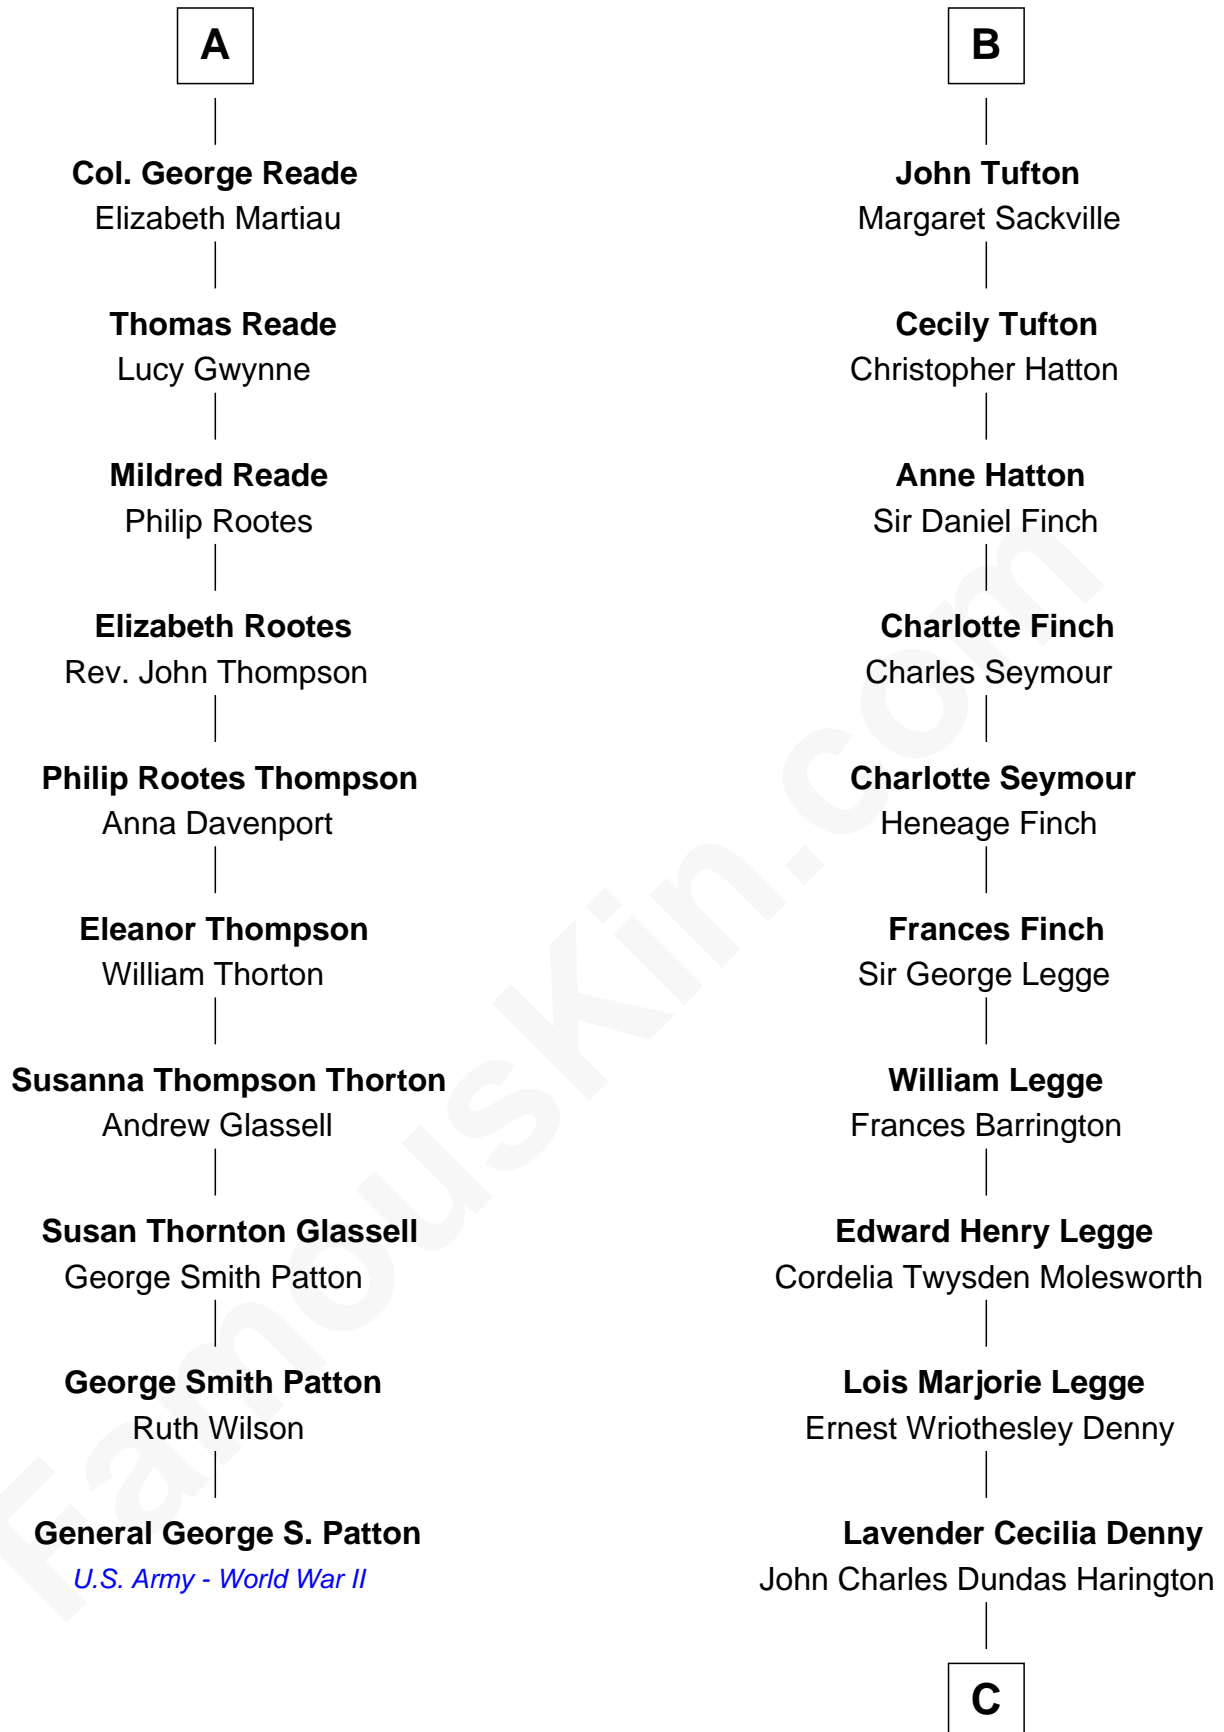 A
Col. George Reade
Elizabeth Martiau
Thomas Reade
Lucy Gwynne
Mildred Reade
Philip Rootes
Elizabeth Rootes
Rev. John Thompson
Philip Rootes Thompson
Anna Davenport
Eleanor Thompson
William Thorton
Susanna Thompson Thorton
Andrew Glassell
Susan Thornton Glassell
George Smith Patton
George Smith Patton
Ruth Wilson
General George S. Patton
U.S. Army - World War II
B
John Tufton
Margaret Sackville
Cecily Tufton
Christopher Hatton
Anne Hatton
Sir Daniel Finch
Charlotte Finch
Charles Seymour
Charlotte Seymour
Heneage Finch
Frances Finch
Sir George Legge
William Legge
Frances Barrington
Edward Henry Legge
Cordelia Twysden Molesworth
Lois Marjorie Legge
Ernest Wriothesley Denny
Lavender Cecilia Denny
John Charles Dundas Harington
C
FamousKin.com